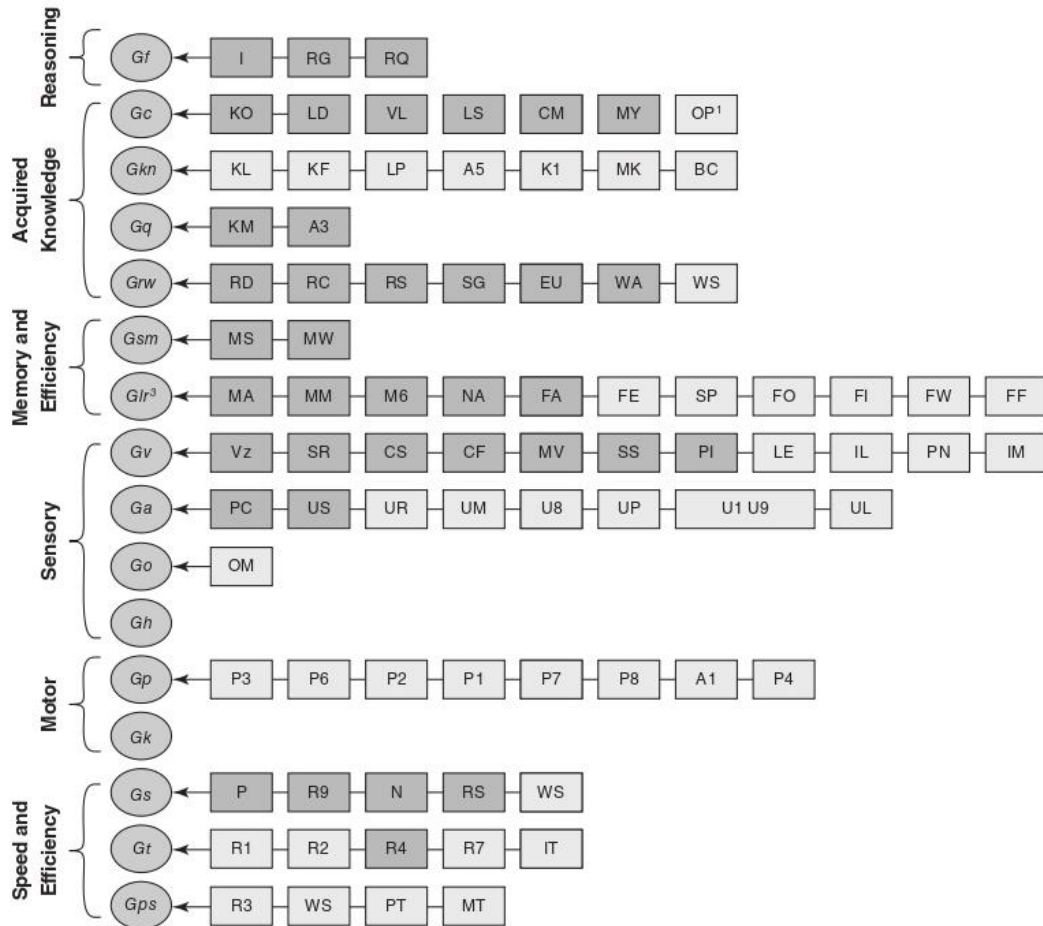 Reasoning
Gf I RG RQ
Acquired
Knowledge
Gc KO LD VL LS CM MY OP¹
Gkn KL KF LP A5 K1 MK BC
Gq KM A3
Grw RD RC RS SG EU WA WS
Memory and
Efficiency
Gsm MS MW
Glr³ MA MM M6 NA FA FE SP FO FI FW FF
Sensory
Gv Vz SR CS CF MV SS PI LE IL PN IM
Ga PC US UR UM U8 UP U1 U9 UL
Go OM
Gh
Motor
Gp P3 P6 P2 P1 P7 P8 A1 P4
Gk
Speed and
Efficiency
Gs P R9 N RS WS
Gt R1 R2 R4 R7 IT
Gps R3 WS PT MT